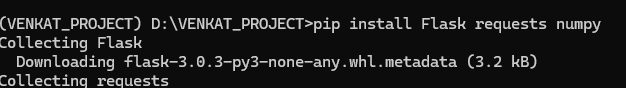 (VENKAT_PROJECT) D:\VENKAT_PROJECT>pip install Flask requests numpy
Collecting Flask
  Downloading flask-3.0.3-py3-none-any.whl.metadata (3.2 kB)
Collecting requests